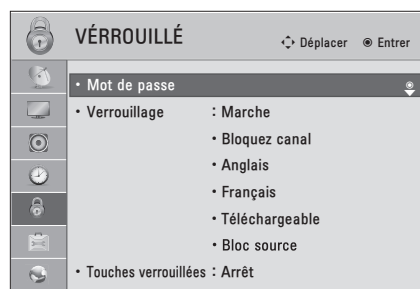 VÉRROUILLÉ Déplacer Entrer
• Mot de passe
• Verrouillage : Marche
• Bloquez canal
• Anglais
• Français
• Téléchargeable
• Bloc source
• Touches verrouillées : Arrêt